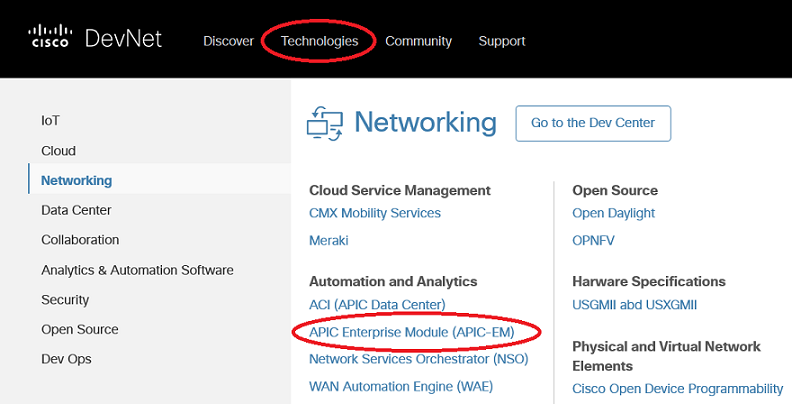 CISCO DevNet Discover Technologies Community Support
IoT
Cloud
Networking
Data Center
Collaboration
Analytics & Automation Software
Security
Open Source
Dev Ops
Networking Go to the Dev Center
Cloud Service Management
CMX Mobility Services
Meraki
Automation and Analytics
ACI (APIC Data Center)
APIC Enterprise Module (APIC-EM)
Network Services Orchestrator (NSO)
WAN Automation Engine (WAE)
Open Source
Open Daylight
OPNFV
Harware Specifications
USGMII abd USXGMII
Physical and Virtual Network
Elements
Cisco Open Device Programmability